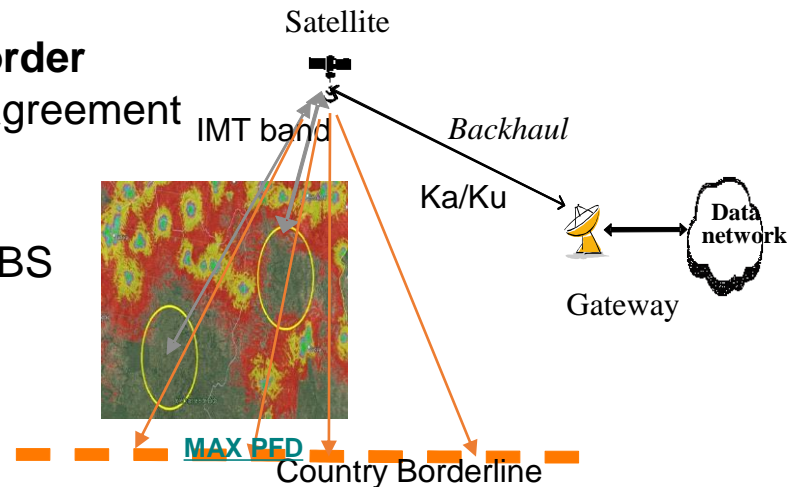 Satellite
order
greement
IMT band
Backhaul
Ka/Ku
Data
network
BS
Gateway
MAX PFD
Country Borderline